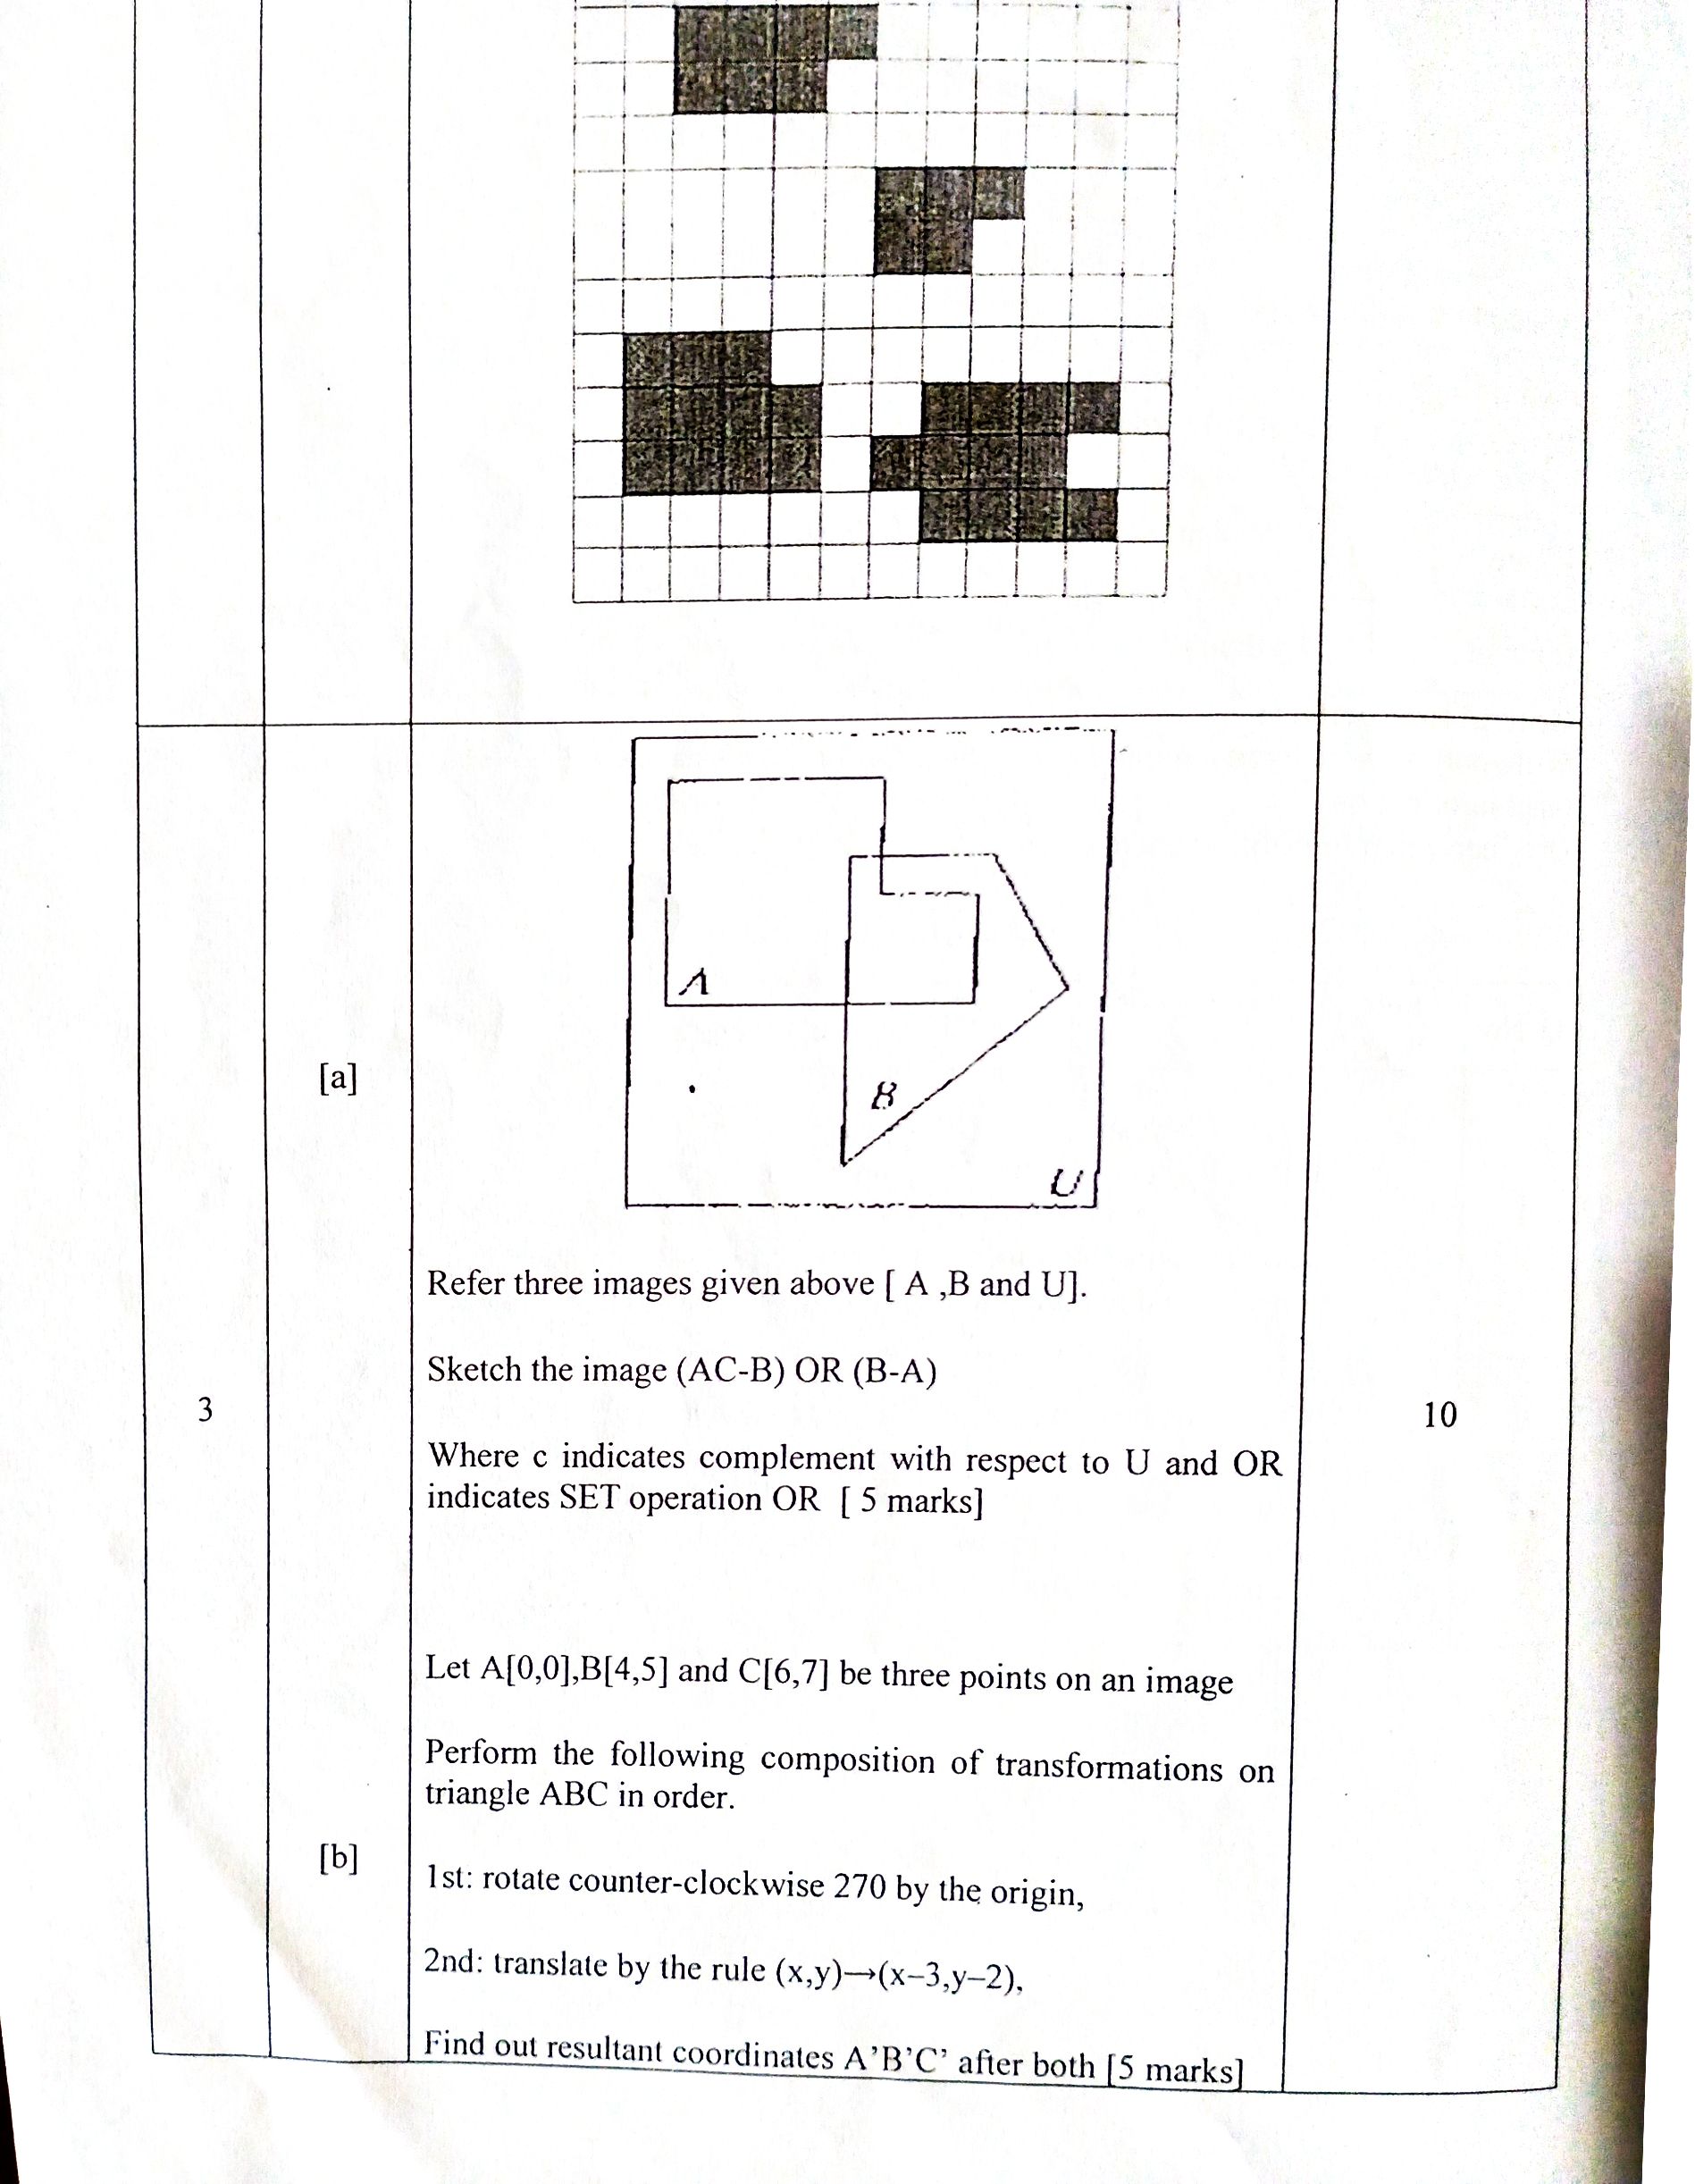 A
B
U
[a]
Refer three images given above [ A ,B and U].
Sketch the image (AC-B) OR (B-A)
3
10
Where c indicates complement with respect to U and OR
indicates SET operation OR [ 5 marks]
Let A[0,0],B[4,5] and C[6,7] be three points on an image
Perform the following composition of transformations on
triangle ABC in order.
[b]
1st: rotate counter-clockwise 270 by the origin,
2nd: translate by the rule (x,y)→(x−3,y−2),
Find out resultant coordinates A’B’C’ after both [5 marks]